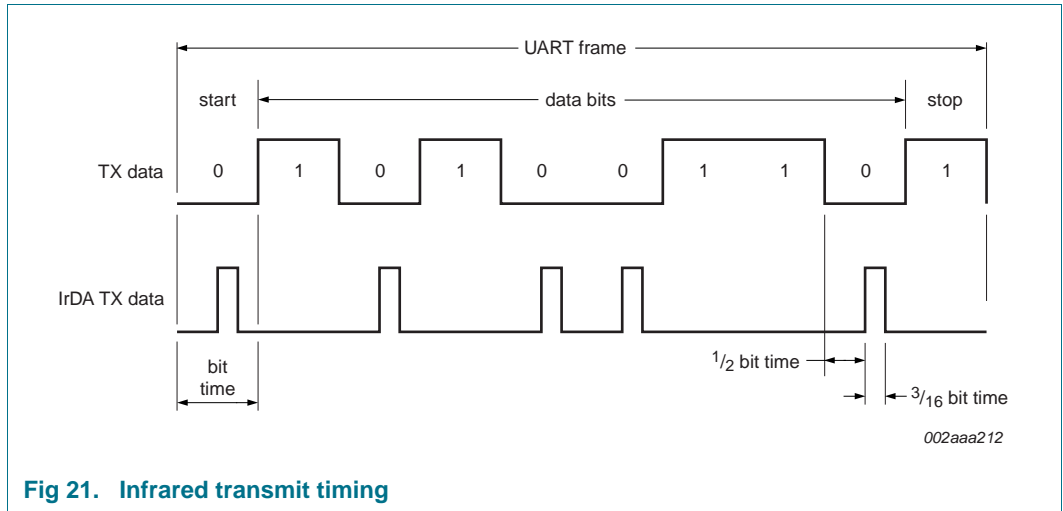 UART frame
start data bits stop
TX data 0 1 0 1 0 0 1 1 0 1
IrDA TX data
1/2 bit time
bit time
3/16 bit time
002aaa212
Fig 21. Infrared transmit timing